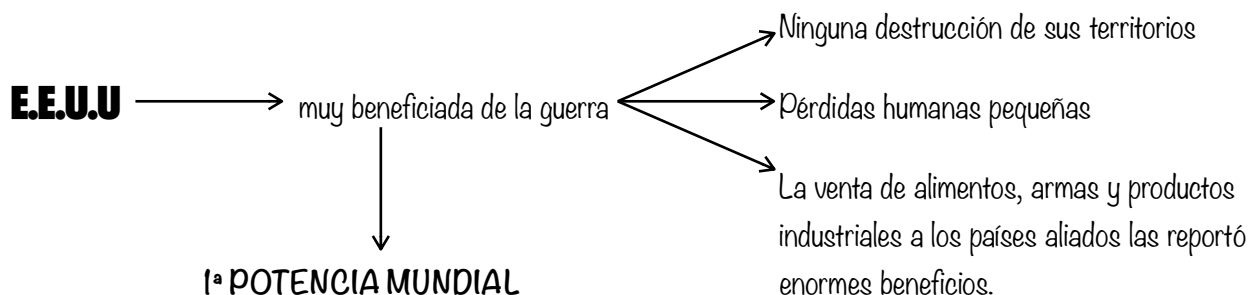 Ninguna destrucción de sus territorios
E.E.U.U
muy beneficiada de la guerra
Pérdidas humanas pequeñas
La venta de alimentos, armas y productos
industriales a los países aliados las reportó
enormes beneficios.
1ª POTENCIA MUNDIAL